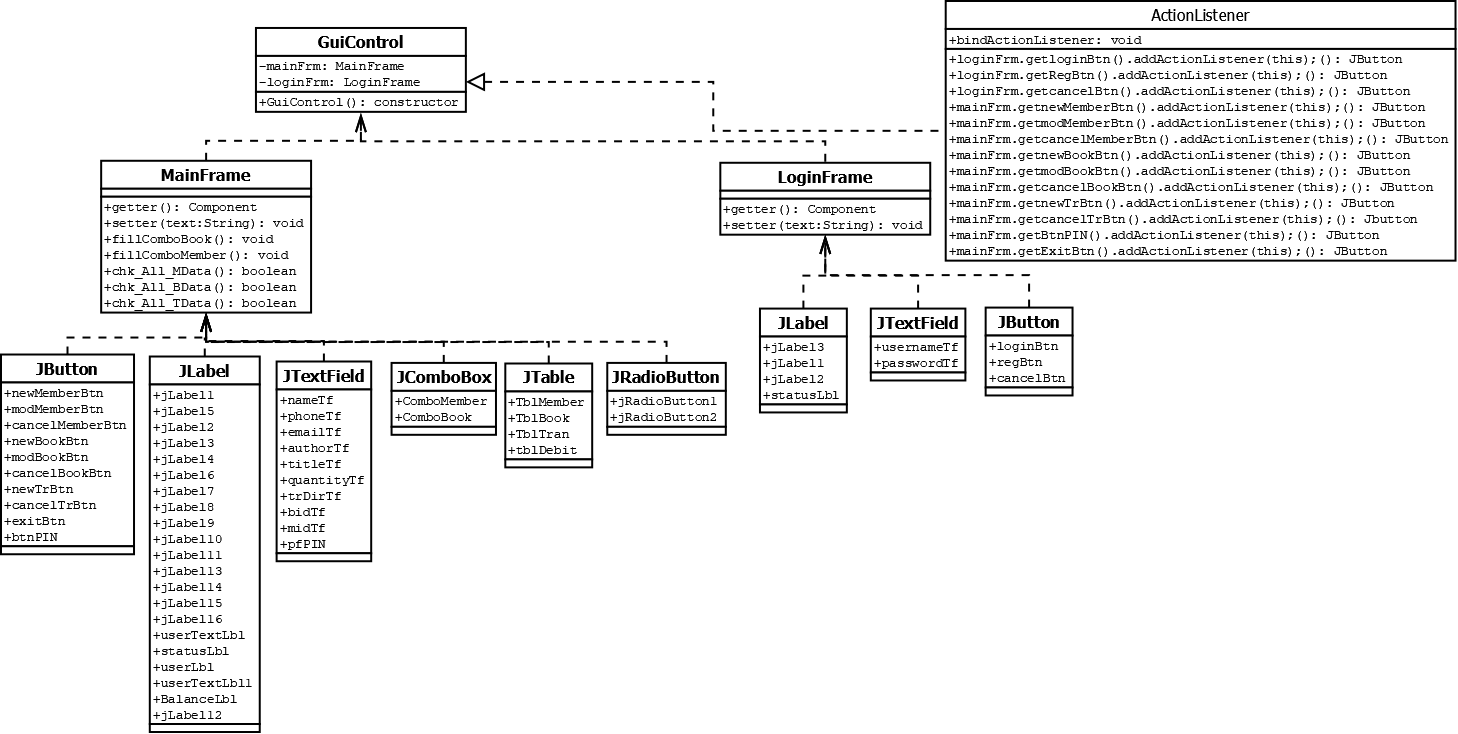 GuiControl
-mainFrm: MainFrame
-loginFrm: LoginFrame
+GuiControl(): constructor
ActionListener
+bindActionListener: void
+loginFrm.getloginBtn().addActionListener(this);(): JButton
+loginFrm.getRegBtn().addActionListener(this);(): JButton
+loginFrm.getcancelBtn().addActionListener(this);(): JButton
+mainFrm.getnewMemberBtn().addActionListener(this);(): JButton
+mainFrm.getmodMemberBtn().addActionListener(this);(): JButton
+mainFrm.getcancelMemberBtn().addActionListener(this);(): JButton
+mainFrm.getnewBookBtn().addActionListener(this);(): JButton
+mainFrm.getmodBookBtn().addActionListener(this);(): JButton
+mainFrm.getcancelBookBtn().addActionListener(this);(): JButton
+mainFrm.getnewTrBtn().addActionListener(this);(): JButton
+mainFrm.getcancelTrBtn().addActionListener(this);(): Jbutton
+mainFrm.getBtnPIN().addActionListener(this);(): JButton
+mainFrm.getExitBtn().addActionListener(this);(): JButton
MainFrame
+getter(): Component
+setter(text:String): void
+fillComboBook(): void
+fillComboMember(): void
+chk_All_MData(): boolean
+chk_All_BData(): boolean
+chk_All_TData(): boolean
LoginFrame
+getter(): Component
+setter(text:String): void
JLabel
+jLabel3
+jLabel1
+jLabel2
+statusLbl
JTextField
+usernameTf
+passwordTf
JButton
+loginBtn
+regBtn
+cancelBtn
JButton
+newMemberBtn
+modMemberBtn
+cancelMemberBtn
+newBookBtn
+modBookBtn
+cancelBookBtn
+newTrBtn
+cancelTrBtn
+exitBtn
+btnPIN
JLabel
+jLabel1
+jLabel5
+jLabel2
+jLabel3
+jLabel4
+jLabel6
+jLabel7
+jLabel8
+jLabel9
+jLabel10
+jLabel11
+jLabel13
+jLabel14
+jLabel15
+jLabel16
+userTextLbl
+statusLbl
+userLbl
+userTextLbl1
+BalanceLbl
+jLabel12
JTextField
+nameTf
+phoneTf
+emailTf
+authorTf
+titleTf
+quantityTf
+trDirTf
+bidTf
+midTf
+pfPIN
JComboBox
+ComboMember
+ComboBook
JTable
+TblMember
+TblBook
+TblTran
+tblDebit
JRadioButton
+jRadioButton1
+jRadioButton2